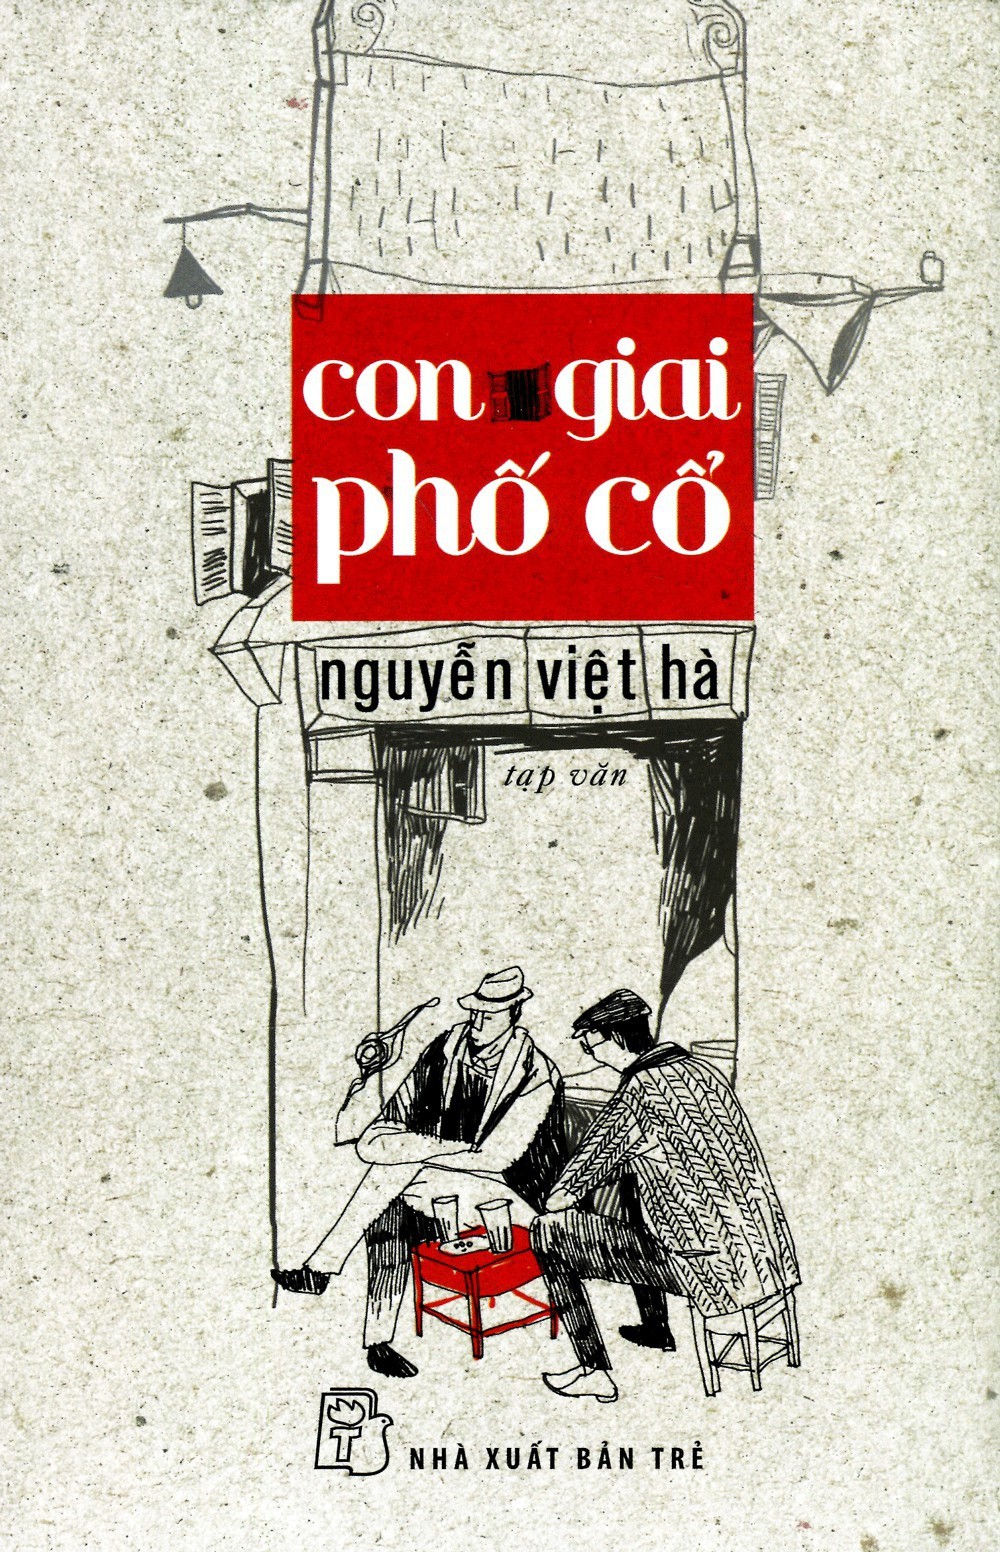 con giai
phố cổ
nguyễn việt hà
tạp văn
T
NHÀ XUẤT BẢN TRẺ